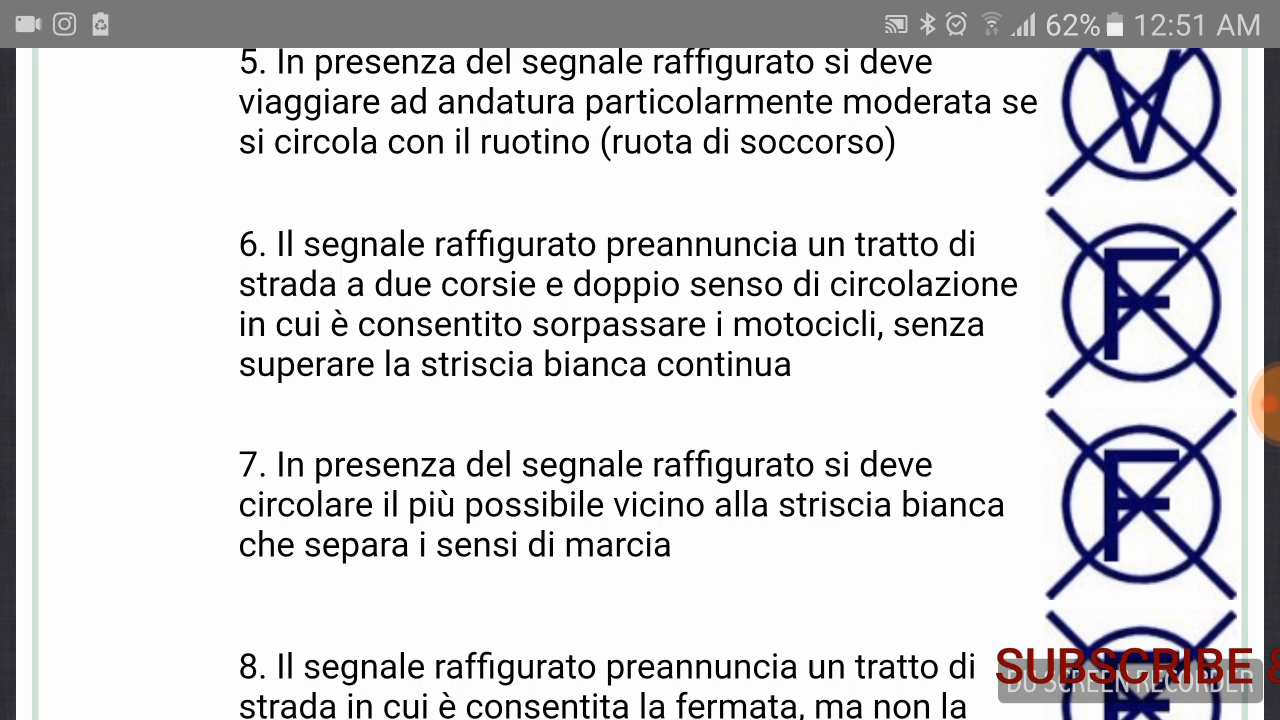 62% 12:51 AM
5. In presenza del segnale raffigurato si deve
viaggiare ad andatura particolarmente moderata se
si circola con il ruotino (ruota di soccorso)
V
6. Il segnale raffigurato preannuncia un tratto di
strada a due corsie e doppio senso di circolazione
in cui è consentito sorpassare i motocicli, senza
superare la striscia bianca continua
F
7. In presenza del segnale raffigurato si deve
circolare il più possibile vicino alla striscia bianca
che separa i sensi di marcia
F
8. Il segnale raffigurato preannuncia un tratto di
strada in cui è consentita la fermata, ma non la
F
SUBSCRIBE &
DU SCREEN RECORDER